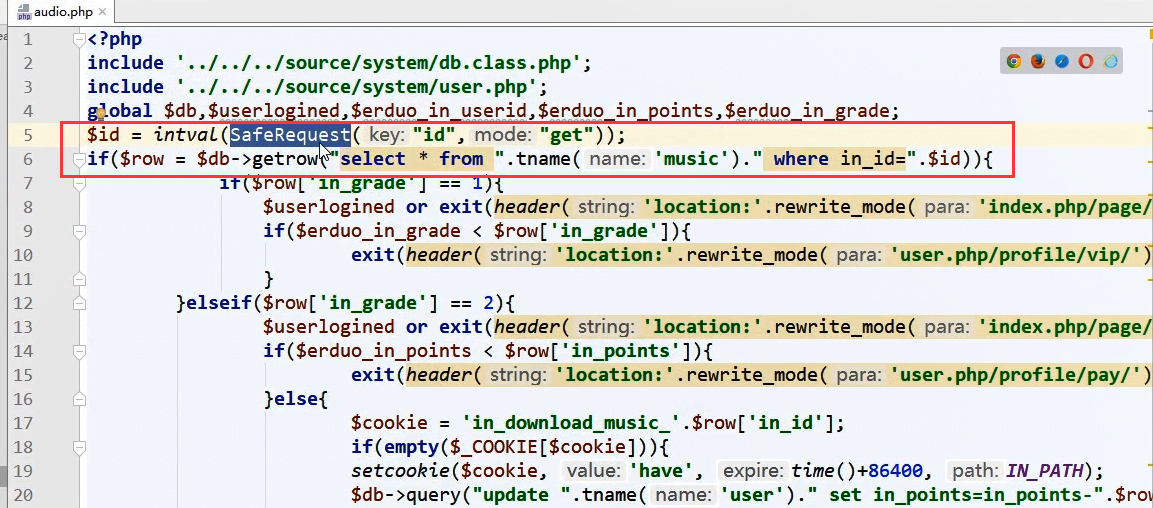 audio.php
1 <?php
2 include '../../../source/system/db.class.php';
3 include '../../../source/system/user.php';
4 global $db,$userlogined,$erduo_in_userid,$erduo_in_points,$erduo_in_grade;
5 $id = intval(SafeRequest( key: "id", mode: "get"));
6 if($row = $db->getrow("select * from ".tname( name: 'music')." where in_id=".$id)){
7 if($row['in_grade'] == 1){
8 $userlogined or exit(header( string: 'location:'.rewrite_mode( para: 'index.php/page/
9 if($erduo_in_grade < $row['in_grade']){
10 exit(header( string: 'location:'.rewrite_mode( para: 'user.php/profile/vip/')
11 }
12 }elseif($row['in_grade'] == 2){
13 $userlogined or exit(header( string: 'location:'.rewrite_mode( para: 'index.php/page/
14 if($erduo_in_points < $row['in_points']){
15 exit(header( string: 'location:'.rewrite_mode( para: 'user.php/profile/pay/')
16 }else{
17 $cookie = 'in_download_music_'.$row['in_id'];
18 if(empty($_COOKIE[$cookie])){
19 setcookie($cookie, value: 'have', expire: time()+86400, path: IN_PATH);
20 $db->query("update ".tname( name: 'user')." set in_points=in_points-".$row